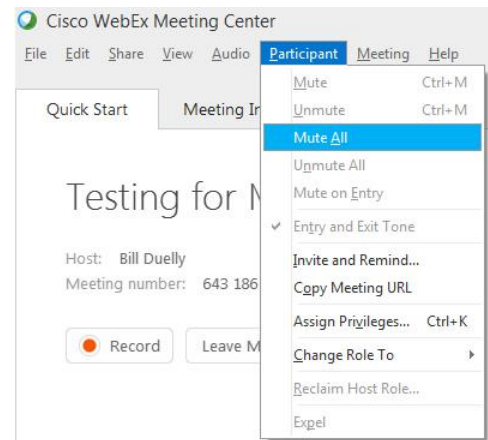 Cisco WebEx Meeting Center
File Edit Share View Audio Participant Meeting Help
Quick Start
Testing for
Host: Bill Duelly
Meeting number: 643 186
Record Leave
Mute Ctrl+M
Unmute Ctrl+M
Mute All
Unmute All
Mute on Entry
Entry and Exit Tone
Invite and Remind...
Copy Meeting URL
Assign Privileges... Ctrl+K
Change Role To
Reclaim Host Role...
Expel